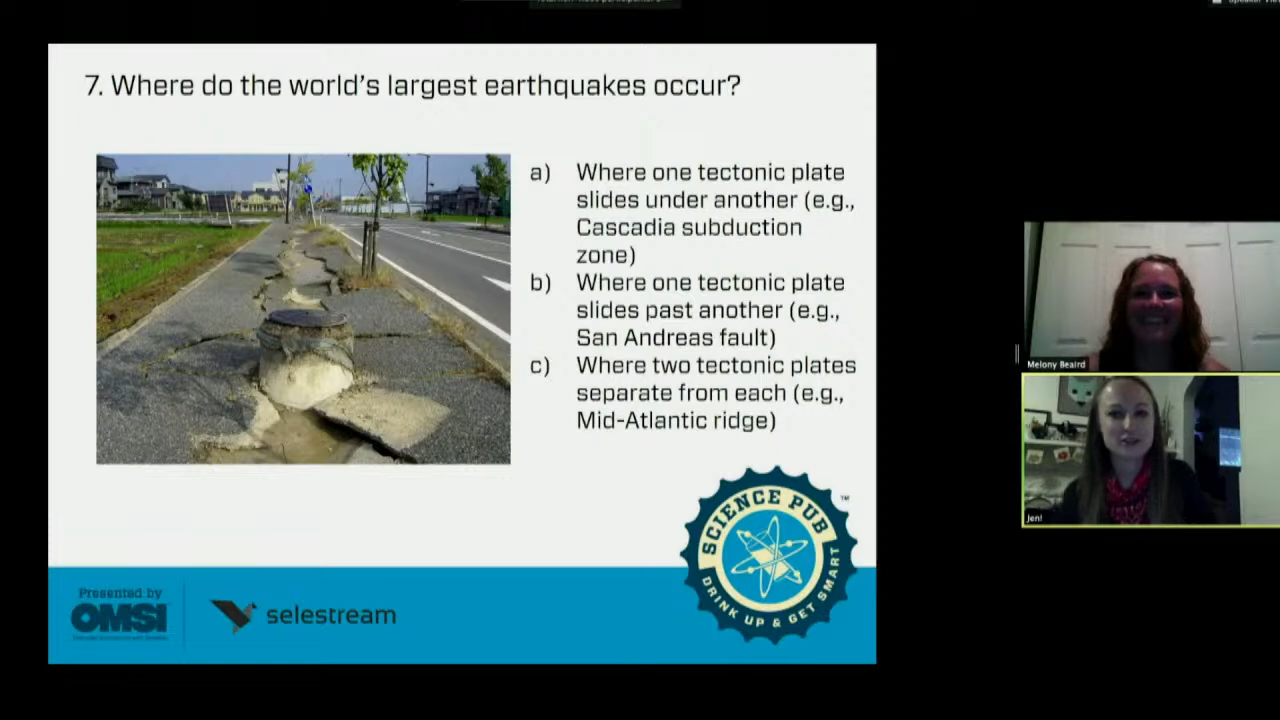 7. Where do the world's largest earthquakes occur?
a) Where one tectonic plate
slides under another (e.g.,
Cascadia subduction
zone)
b) Where one tectonic plate
slides past another (e.g.,
San Andreas fault)
c) Where two tectonic plates
separate from each (e.g.,
Mid-Atlantic ridge)
Melony Beaird
Jen!
SCIENCE PUB
™
DRINK UP & GET SMART
Presented by
OMSI
selestream